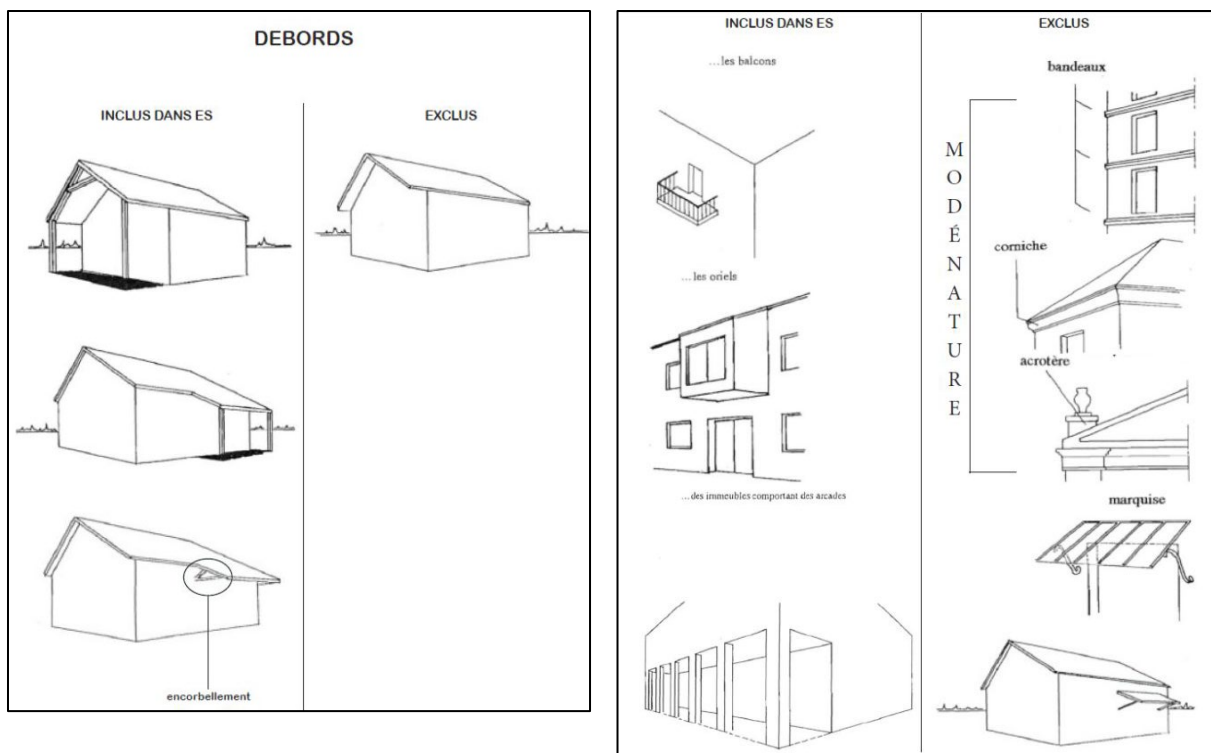 DEBORDS
INCLUS DANS ES
EXCLUS
encorbellement
INCLUS DANS ES
EXCLUS
...les balcons
bandeaux
MODÉNATURE
corniche
...les oriels
acrotère
...des immeubles comportant des arcades
marquise